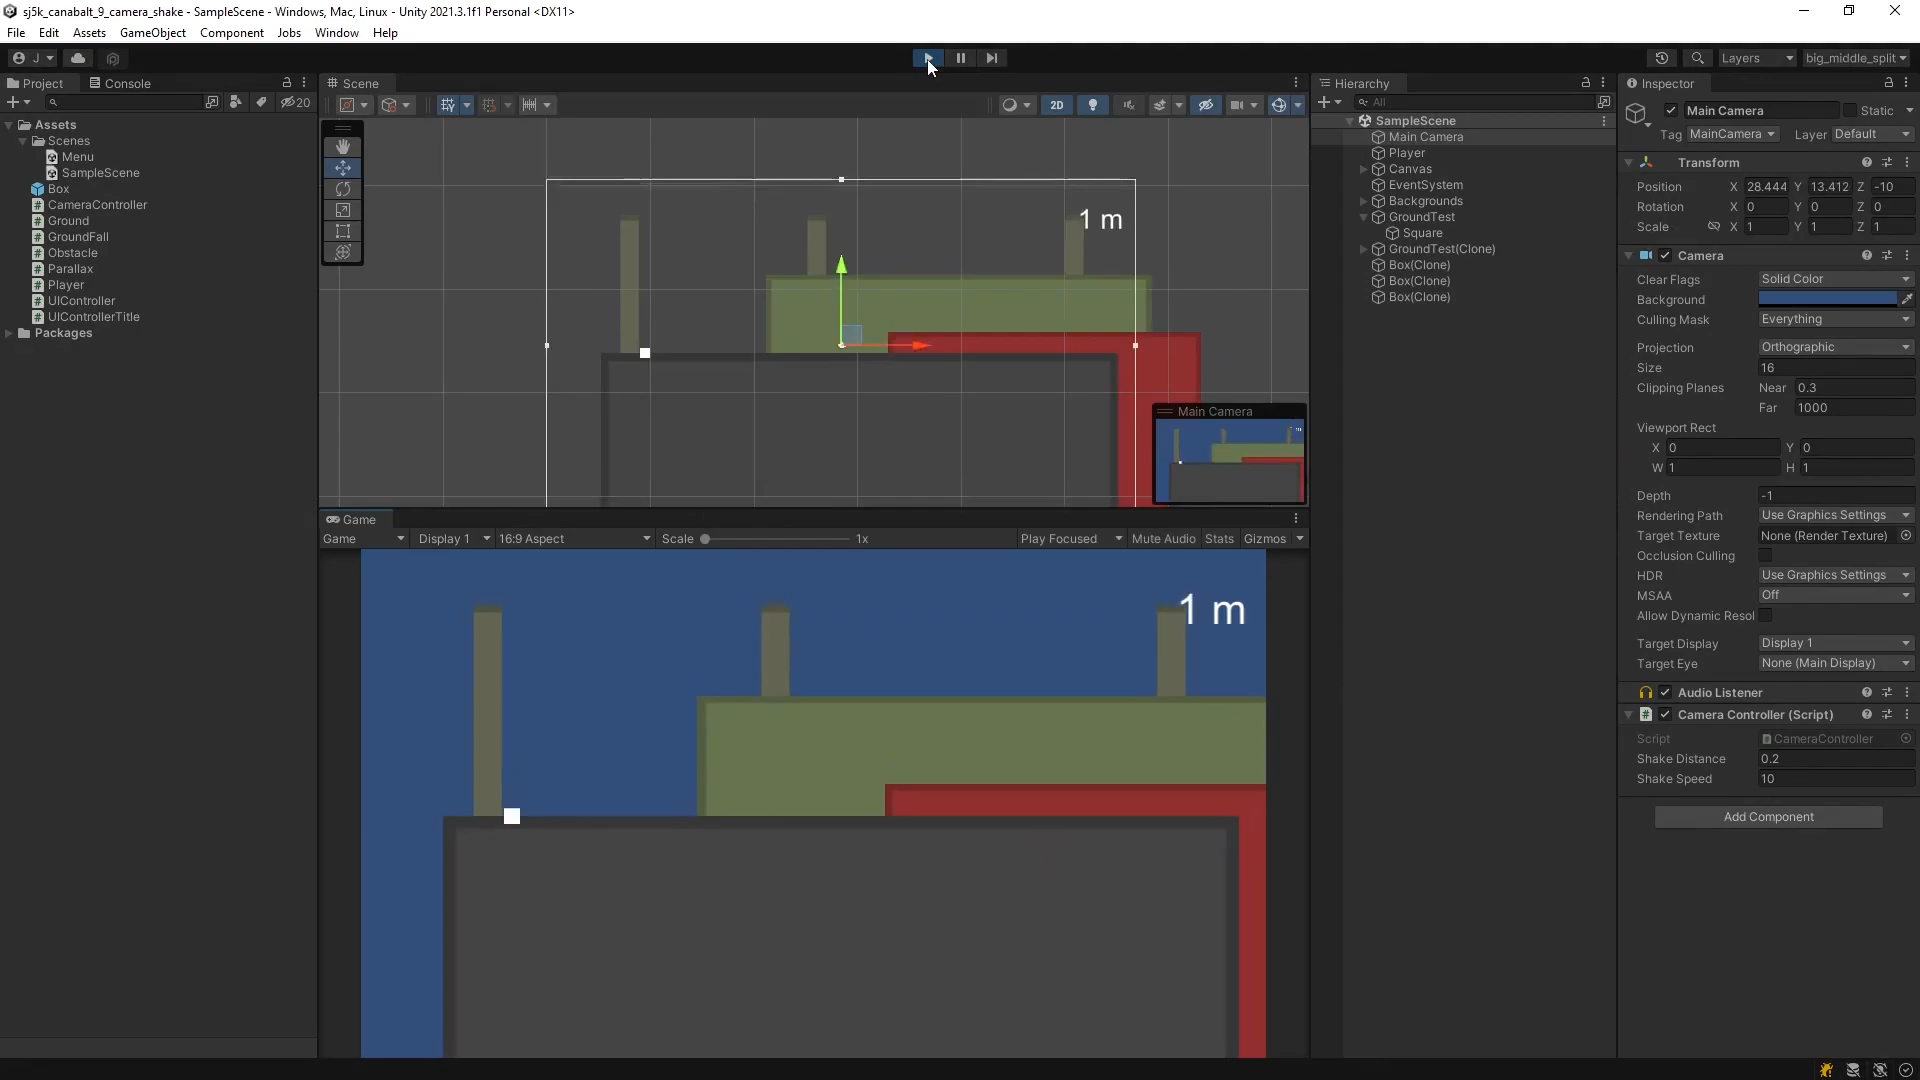 sj5k_canabalt_9_camera_shake - SampleScene - Windows, Mac, Linux - Unity 2021.3.1f1 Personal <DX11>
File Edit Assets GameObject Component Jobs Window Help
J Layers big_middle_split
Project Console
20
Assets
Scenes
Menu
SampleScene
Box
CameraController
Ground
GroundFall
Obstacle
Parallax
Player
UIController
UIControllerTitle
Packages
Scene
2D
1 m
Main Camera
Game
Game Display 1 16:9 Aspect Scale 1x Play Focused Mute Audio Stats Gizmos
1 m
Hierarchy
All
SampleScene
Main Camera
Player
Canvas
EventSystem
Backgrounds
GroundTest
Square
GroundTest(Clone)
Box(Clone)
Box(Clone)
Box(Clone)
Inspector
Main Camera Static
Tag MainCamera Layer Default
Transform
Position X 28.444 Y 13.412 Z -10
Rotation X 0 Y 0 Z 0
Scale X 1 Y 1 Z 1
Camera
Clear Flags Solid Color
Background
Culling Mask Everything
Projection Orthographic
Size 16
Clipping Planes Near 0.3
Far 1000
Viewport Rect
X 0 Y 0
W 1 H 1
Depth -1
Rendering Path Use Graphics Settings
Target Texture None (Render Texture)
Occlusion Culling
HDR Use Graphics Settings
MSAA Off
Allow Dynamic Resol
Target Display Display 1
Target Eye None (Main Display)
Audio Listener
Camera Controller (Script)
Script CameraController
Shake Distance 0.2
Shake Speed 10
Add Component